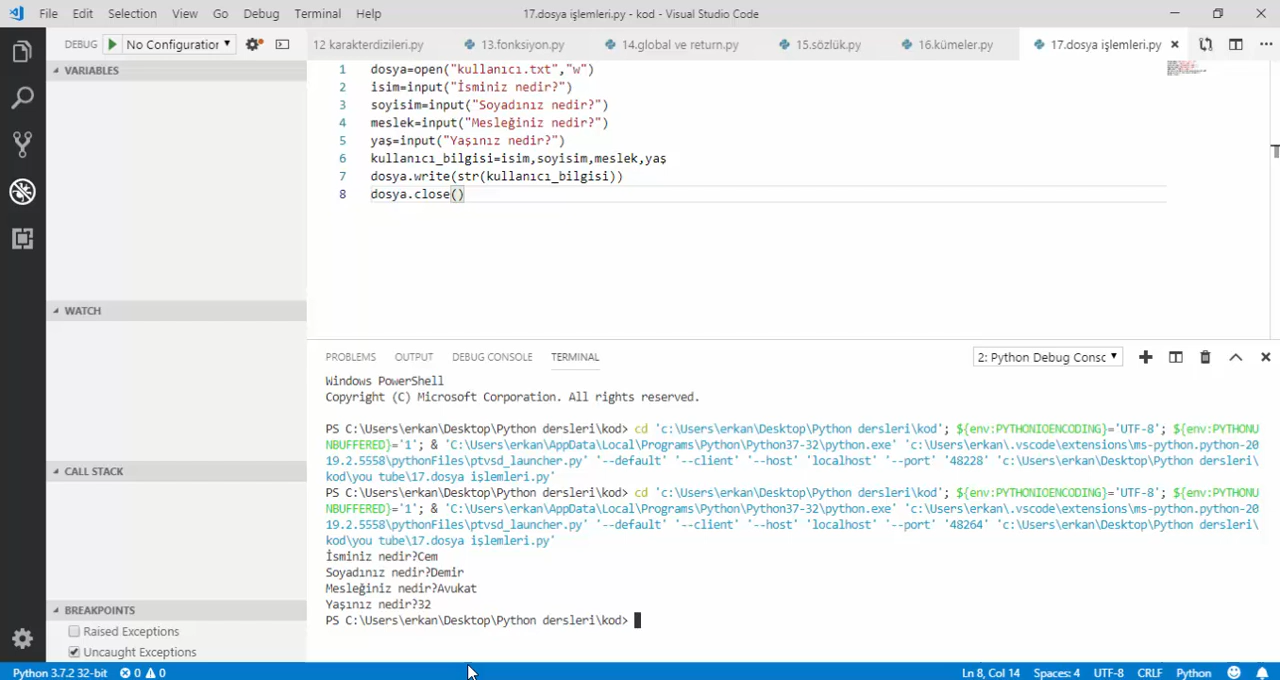 File Edit Selection View Go Debug Terminal Help
17.dosya işlemleri.py - kod - Visual Studio Code
DEBUG No Configuration
12 karakterdizileri.py 13.fonksiyon.py 14.global ve return.py 15.sözlük.py 16.kümeler.py 17.dosya işlemleri.py
VARIABLES
WATCH
CALL STACK
BREAKPOINTS
Raised Exceptions
Uncaught Exceptions
1 dosya=open("kullanıcı.txt","w")
2 isim=input("İsminiz nedir?")
3 soyisim=input("Soyadınız nedir?")
4 meslek=input("Mesleğiniz nedir?")
5 yaş=input("Yaşınız nedir?")
6 kullanıcı_bilgisi=isim,soyisim,meslek,yaş
7 dosya.write(str(kullanıcı_bilgisi))
8 dosya.close()
PROBLEMS OUTPUT DEBUG CONSOLE TERMINAL 2: Python Debug Consc
Windows PowerShell
Copyright (C) Microsoft Corporation. All rights reserved.
PS C:\Users\erkan\Desktop\Python dersleri\kod> cd 'c:\Users\erkan\Desktop\Python dersleri\kod'; ${env:PYTHONIOENCODING}='UTF-8'; ${env:PYTHONU
NBUFFERED}='1'; & 'C:\Users\erkan\AppData\Local\Programs\Python\Python37-32\python.exe' 'c:\Users\erkan\.vscode\extensions\ms-python.python-20
19.2.5558\pythonFiles\ptvsd_launcher.py' '--default' '--client' '--host' 'localhost' '--port' '48228' 'c:\Users\erkan\Desktop\Python dersleri\
kod\you tube\17.dosya işlemleri.py'
PS C:\Users\erkan\Desktop\Python dersleri\kod> cd 'c:\Users\erkan\Desktop\Python dersleri\kod'; ${env:PYTHONIOENCODING}='UTF-8'; ${env:PYTHONU
NBUFFERED}='1'; & 'C:\Users\erkan\AppData\Local\Programs\Python\Python37-32\python.exe' 'c:\Users\erkan\.vscode\extensions\ms-python.python-20
19.2.5558\pythonFiles\ptvsd_launcher.py' '--default' '--client' '--host' 'localhost' '--port' '48264' 'c:\Users\erkan\Desktop\Python dersleri\
kod\you tube\17.dosya işlemleri.py'
İsminiz nedir?Cem
Soyadınız nedir?Demir
Mesleğiniz nedir?Avukat
Yaşınız nedir?32
PS C:\Users\erkan\Desktop\Python dersleri\kod>
Python 3.7.2 32-bit 0 0 Ln 8, Col 14 Spaces: 4 UTF-8 CRLF Python